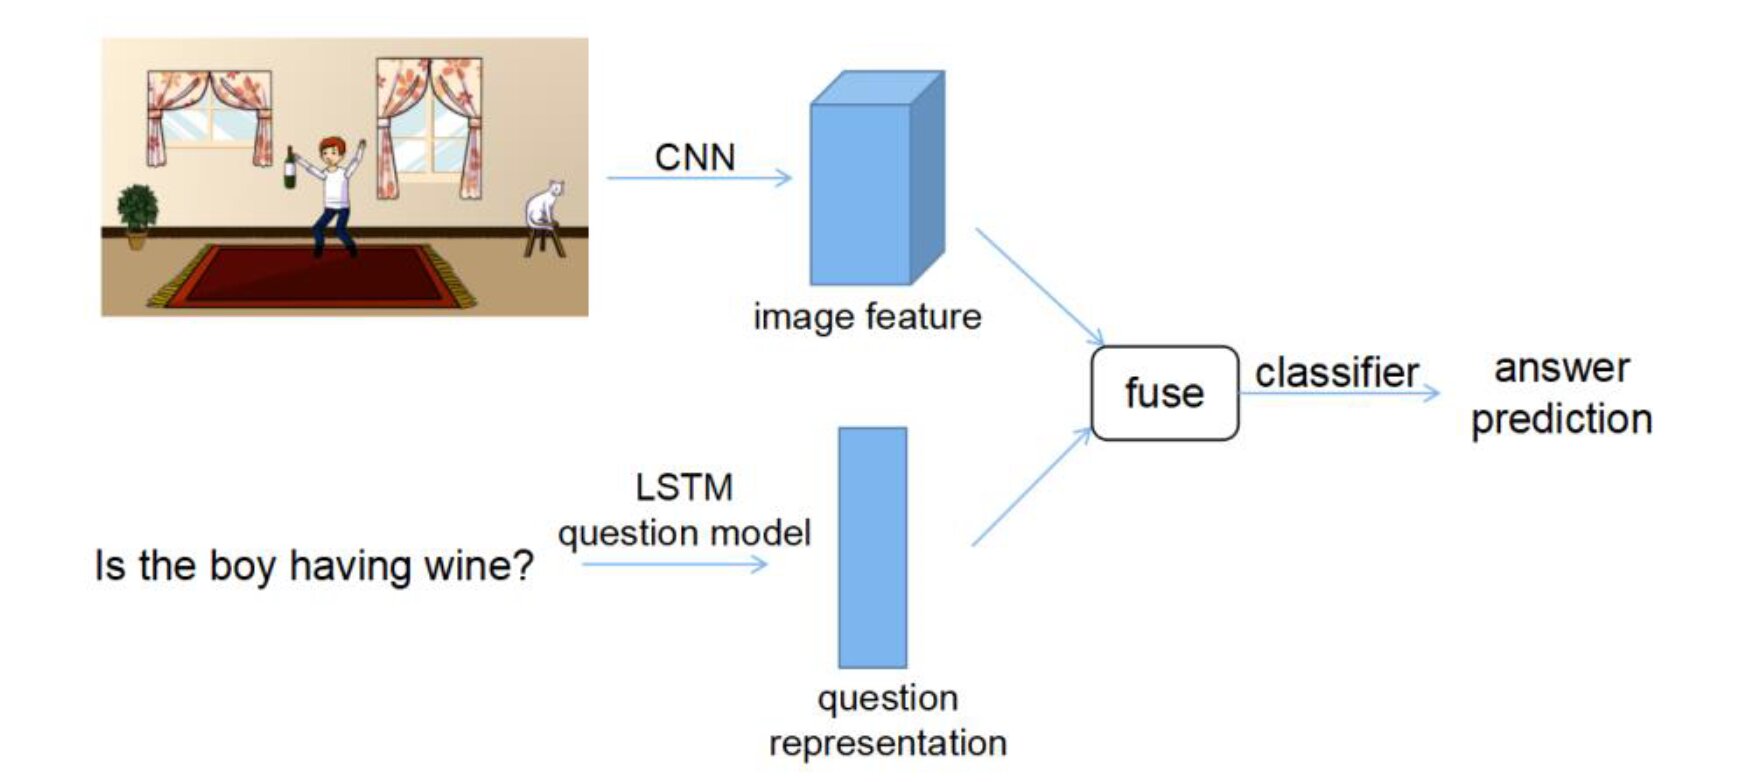 CNN
image feature
fuse
classifier
answer
prediction
LSTM
question model
Is the boy having wine?
question
representation